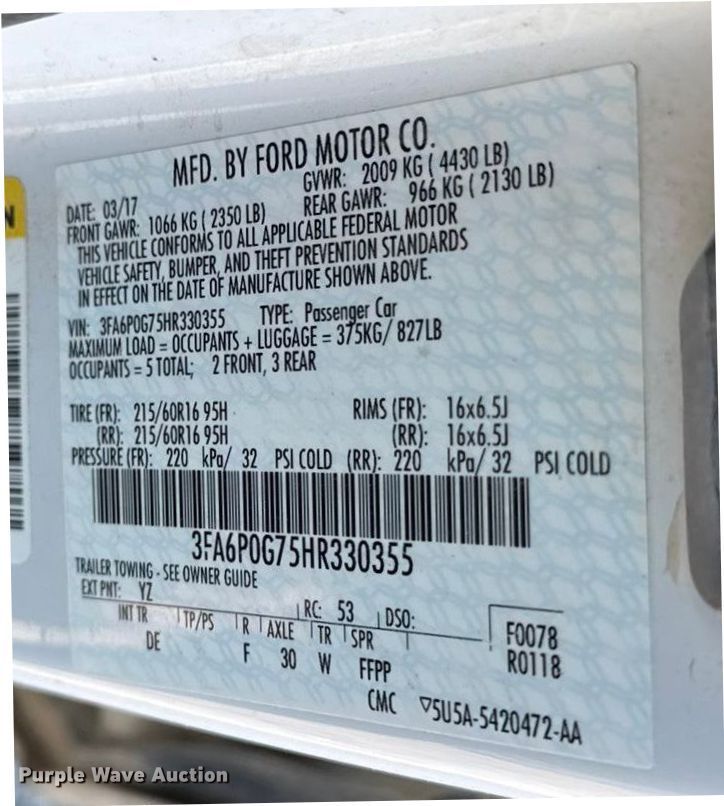 MFD. BY FORD MOTOR CO.
DATE: 03/17 GVWR: 2009 KG ( 4430 LB)
FRONT GAWR: 1066 KG ( 2350 LB) REAR GAWR: 966 KG ( 2130 LB)
THIS VEHICLE CONFORMS TO ALL APPLICABLE FEDERAL MOTOR
VEHICLE SAFETY, BUMPER, AND THEFT PREVENTION STANDARDS
IN EFFECT ON THE DATE OF MANUFACTURE SHOWN ABOVE.
VIN: 3FA6P0G75HR330355 TYPE: Passenger Car
MAXIMUM LOAD = OCCUPANTS + LUGGAGE = 375KG/ 827LB
OCCUPANTS = 5 TOTAL; 2 FRONT, 3 REAR
TIRE (FR): 215/60R16 95H RIMS (FR): 16x6.5J
(RR): 215/60R16 95H (RR): 16x6.5J
PRESSURE (FR): 220 kPa/ 32 PSI COLD (RR): 220 kPa/ 32 PSI COLD
3FA6P0G75HR330355
TRAILER TOWING - SEE OWNER GUIDE
EXT PNT: YZ RC: 53 DSO:
INT TR TP/PS R AXLE TR SPR F0078
DE F 30 W FFPP R0118
CMC ▽5U5A-5420472-AA
N
Purple Wave Auction